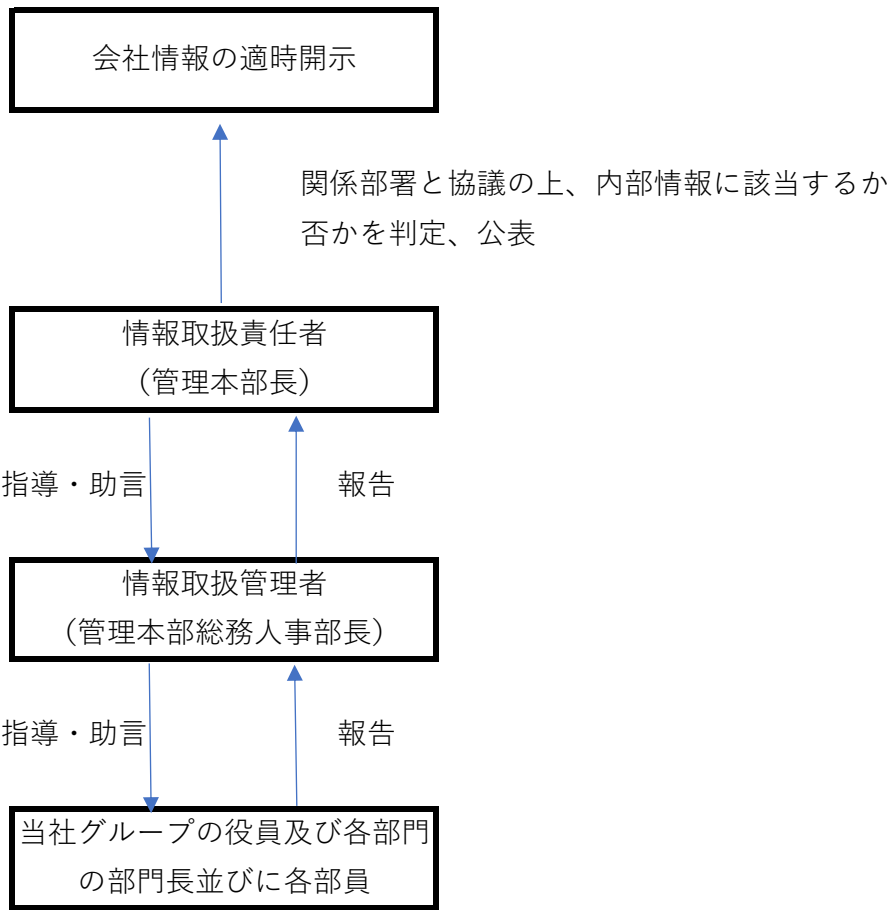 会社情報の適時開示
関係部署と協議の上、内部情報に該当するか
否かを判定、公表
情報取扱責任者
（管理本部長）
指導・助言
報告
情報取扱管理者
（管理本部総務人事部長）
指導・助言
報告
当社グループの役員及び各部門
の部門長並びに各部員